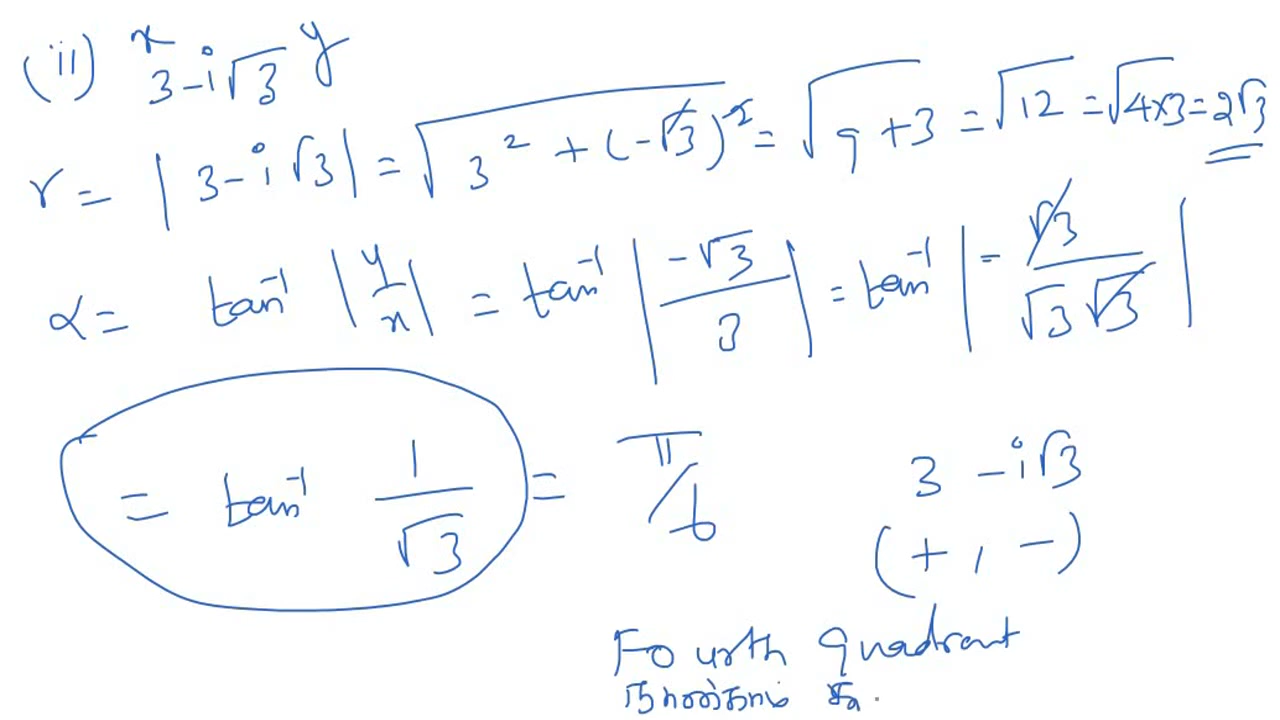 (ii) x 3-i√3 y
r = |3-i√3| = √(3² + (-√3)²) = √(9+3) = √12 = √(4×3) = 2√3
α = tan⁻¹ |y/x| = tan⁻¹ |-√3/3| = tan⁻¹ |-√3/(√3√3)|
= tan⁻¹ 1/√3 = π/6
3 -i√3
(+, -)
Fourth quadrant
நான்காம் கா